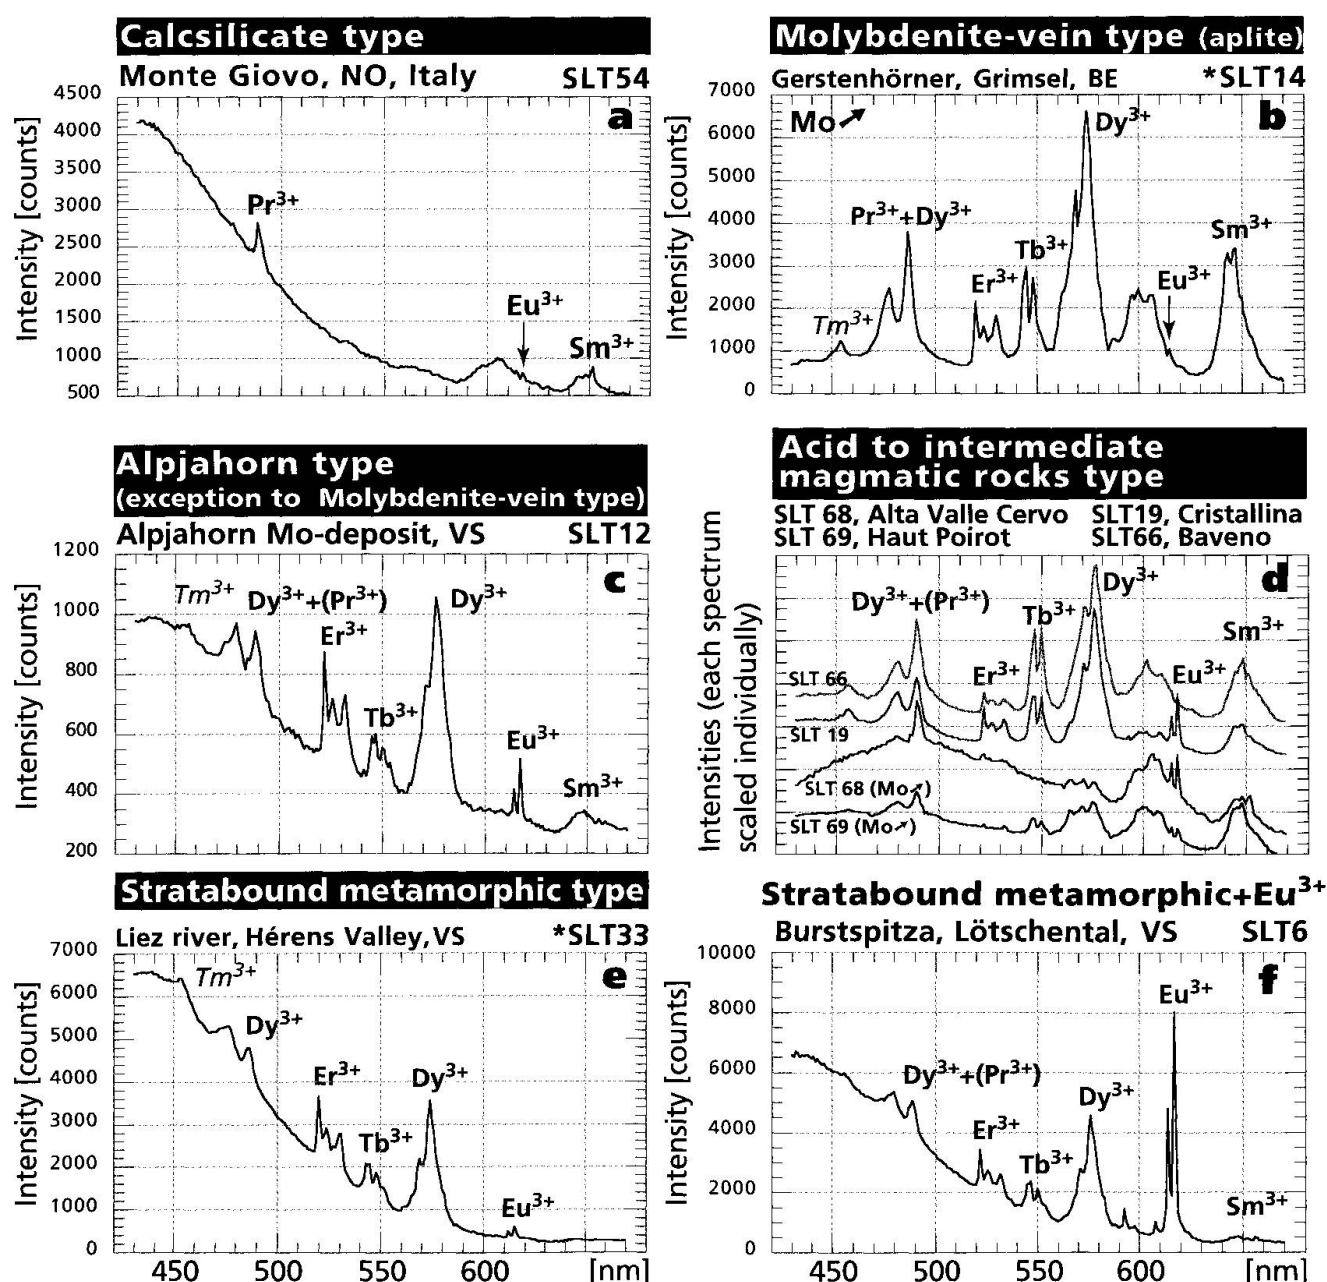 Calcsilicate type
Monte Giovo, NO, Italy SLT54
Intensity [counts]
4500
4000
3500
3000
2500
2000
1500
1000
500
a
Pr3+
Eu3+
Sm3+
Molybdenite-vein type (aplite)
Gerstenhörner, Grimsel, BE *SLT14
Intensity [counts]
7000
6000
5000
4000
3000
2000
1000
0
Mo↗
b
Dy3+
Pr3++Dy3+
Tb3+
Sm3+
Er3+
Eu3+
Tm3+
Alpjahorn type
(exception to Molybdenite-vein type)
Alpjahorn Mo-deposit, VS SLT12
Intensity [counts]
1200
1000
800
600
400
200
c
Tm3+
Dy3++(Pr3+)
Dy3+
Er3+
Tb3+
Eu3+
Sm3+
Acid to intermediate
magmatic rocks type
SLT 68, Alta Valle Cervo SLT19, Cristallina
SLT 69, Haut Poirot SLT66, Baveno
Intensities (each spectrum
scaled individually)
d
Dy3+
Dy3++(Pr3+)
Tb3+
Sm3+
Er3+
Eu3+
SLT 66
SLT 19
SLT 68 (Mo↗)
SLT 69 (Mo↗)
Stratabound metamorphic type
Liez river, Hérens Valley, VS *SLT33
Intensity [counts]
7000
6000
5000
4000
3000
2000
1000
0
e
Tm3+
Dy3+
Er3+
Dy3+
Tb3+
Eu3+
450 500 550 600 [nm]
Stratabound metamorphic+Eu3+
Burstspitza, Lötschental, VS SLT6
Intensity [counts]
10000
8000
6000
4000
2000
0
f
Eu3+
Dy3++(Pr3+)
Dy3+
Er3+
Tb3+
Sm3+
450 500 550 600 [nm]